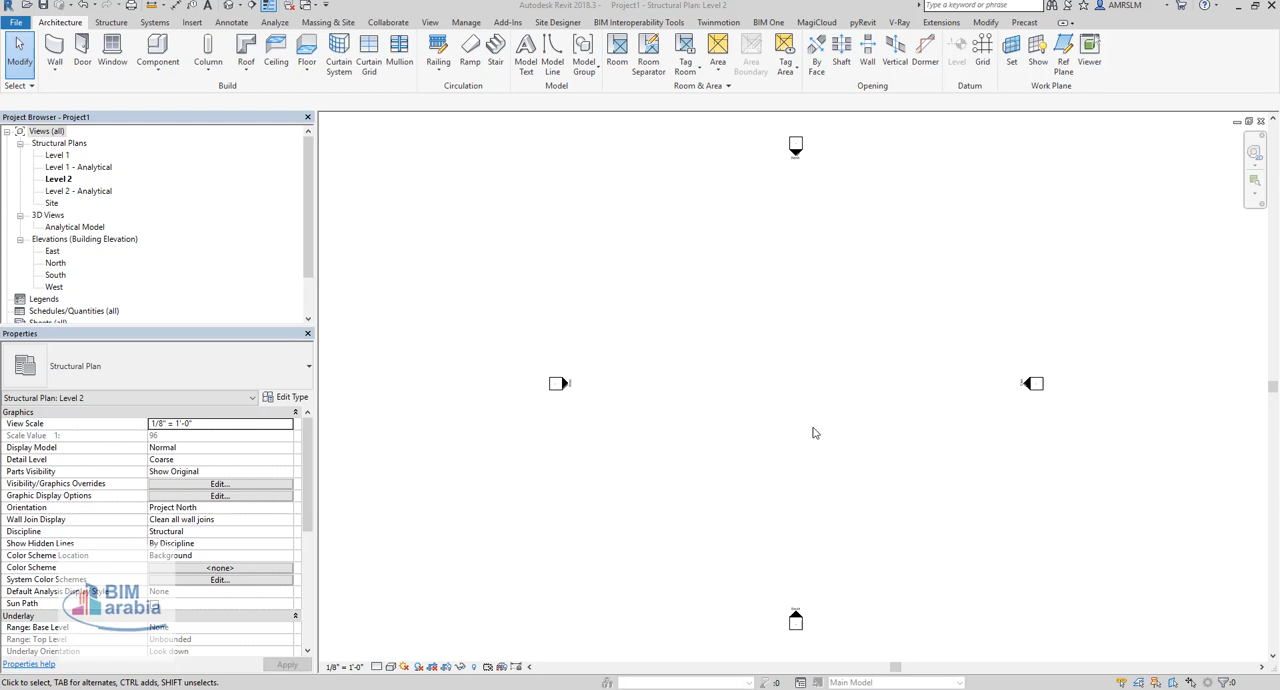 Autodesk Revit 2018.3 - Project1 - Structural Plan: Level 2
Type a keyword or phrase
AMRSLM
File Architecture Structure Systems Insert Annotate Analyze Massing & Site Collaborate View Manage Add-Ins Site Designer BIM Interoperability Tools Twinmotion BIM One MagiCloud pyRevit V-Ray Extensions Modify Precast
Modify Wall Door Window Component Column Roof Ceiling Floor Curtain System Curtain Grid Mullion Railing Ramp Stair Model Text Model Line Model Group Room Room Separator Tag Room Area Area Boundary Tag Area By Face Shaft Wall Vertical Dormer Level Grid Set Show Ref Plane Viewer
Select Build Circulation Model Room & Area Opening Datum Work Plane
Project Browser - Project1
Views (all)
Structural Plans
Level 1
Level 1 - Analytical
Level 2
Level 2 - Analytical
Site
3D Views
Analytical Model
Elevations (Building Elevation)
East
North
South
West
Legends
Schedules/Quantities (all)
Sheets (all)
Properties
Structural Plan
Structural Plan: Level 2 Edit Type
Graphics
View Scale 1/8" = 1'-0"
Scale Value 1: 96
Display Model Normal
Detail Level Coarse
Parts Visibility Show Original
Visibility/Graphics Overrides Edit...
Graphic Display Options Edit...
Orientation Project North
Wall Join Display Clean all wall joins
Discipline Structural
Show Hidden Lines By Discipline
Color Scheme Location Background
Color Scheme <none>
System Color Schemes Edit...
Default Analysis Display Style None
Sun Path
BIM
arabia
Underlay
Range: Base Level None
Range: Top Level Unbounded
Underlay Orientation Look down
Properties help Apply
1/8" = 1'-0"
Click to select, TAB for alternates, CTRL adds, SHIFT unselects.
:0
Main Model
:0
2D